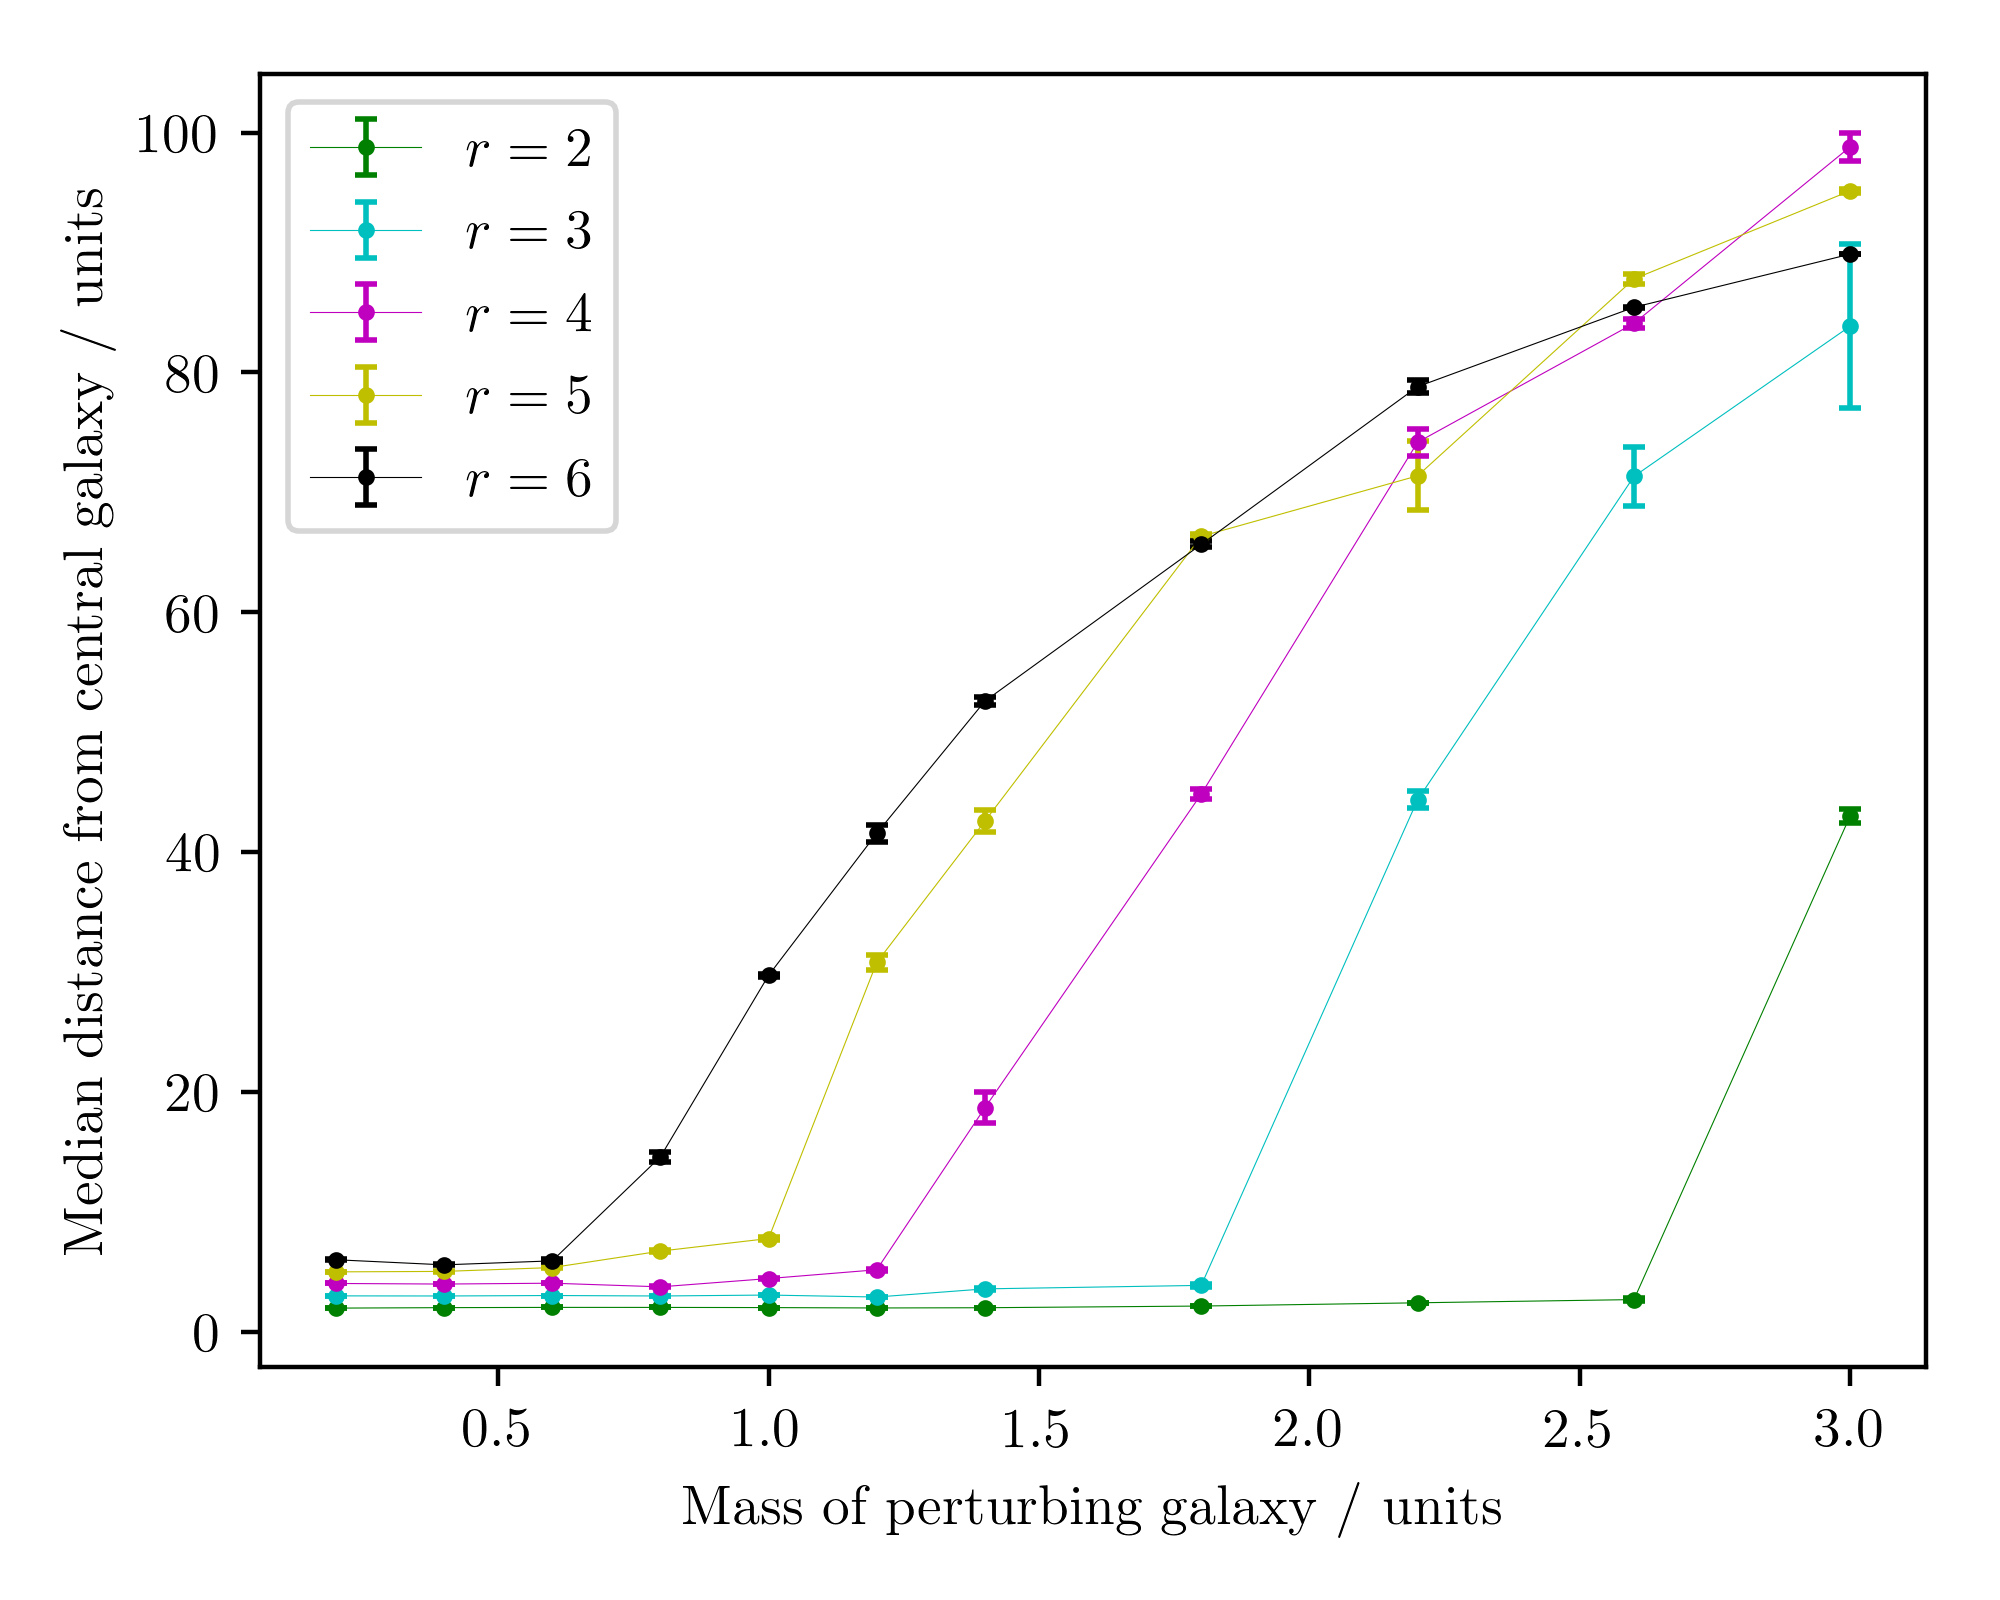 100
80
60
40
20
0
Median distance from central galaxy / units
r = 2
r = 3
r = 4
r = 5
r = 6
0.5 1.0 1.5 2.0 2.5 3.0
Mass of perturbing galaxy / units